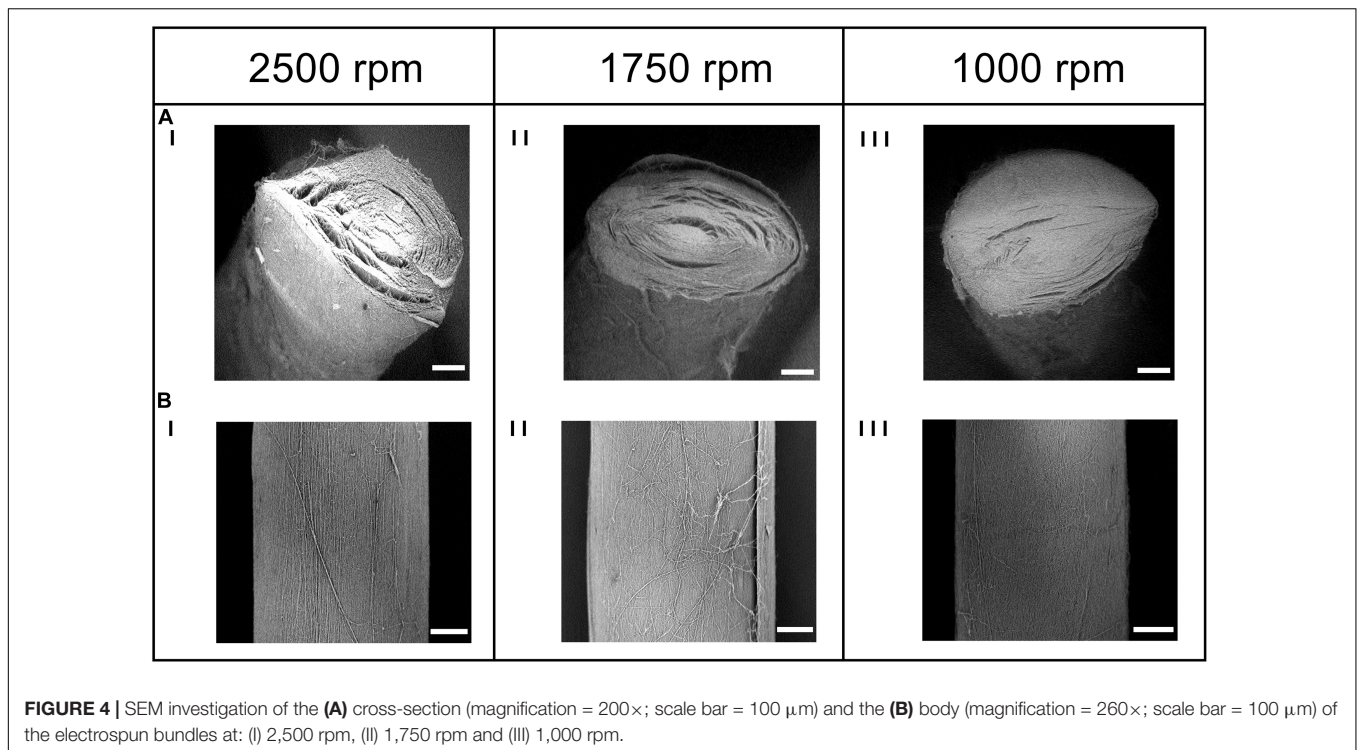 2500 rpm
1750 rpm
1000 rpm
A
I
II
III
B
I
II
III
FIGURE 4 | SEM investigation of the (A) cross-section (magnification = 200×; scale bar = 100 μm) and the (B) body (magnification = 260×; scale bar = 100 μm) of
the electrospun bundles at: (I) 2,500 rpm, (II) 1,750 rpm and (III) 1,000 rpm.